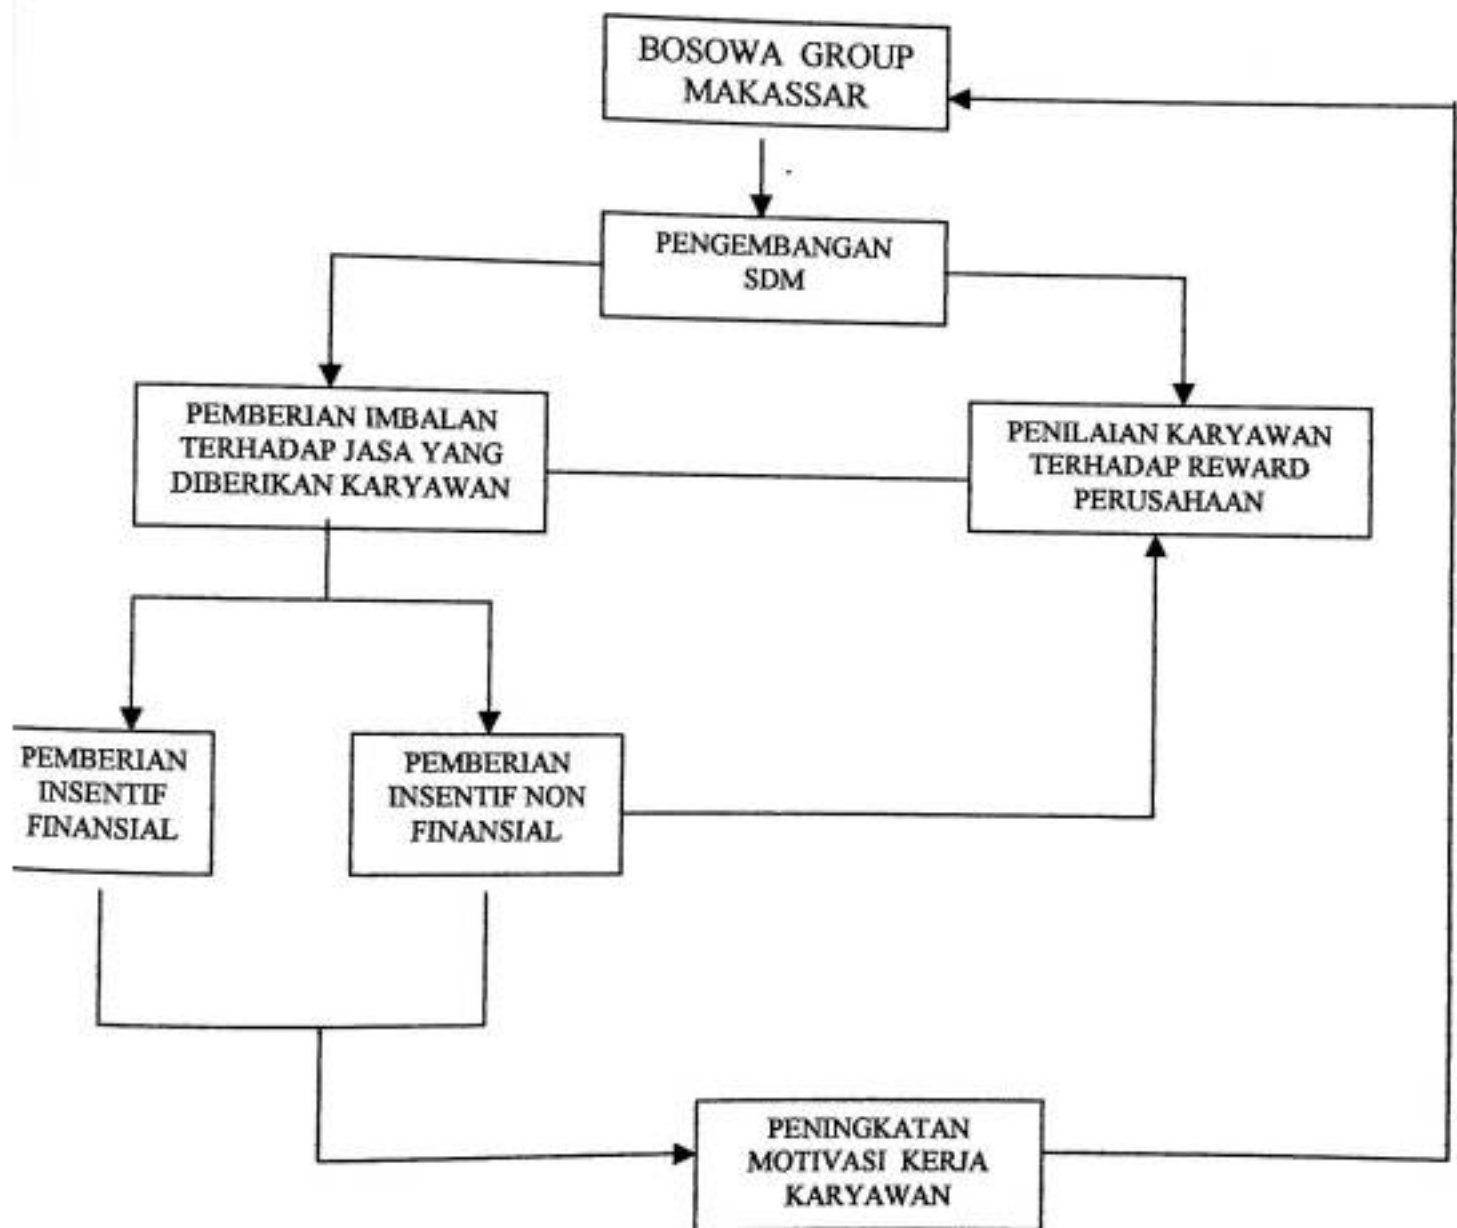 BOSOWA GROUP
MAKASSAR
PENGEMBANGAN
SDM
PEMBERIAN IMBALAN
TERHADAP JASA YANG
DIBERIKAN KARYAWAN
PENILAIAN KARYAWAN
TERHADAP REWARD
PERUSAHAAN
PEMBERIAN
INSENTIF
FINANSIAL
PEMBERIAN
INSENTIF NON
FINANSIAL
PENINGKATAN
MOTIVASI KERJA
KARYAWAN